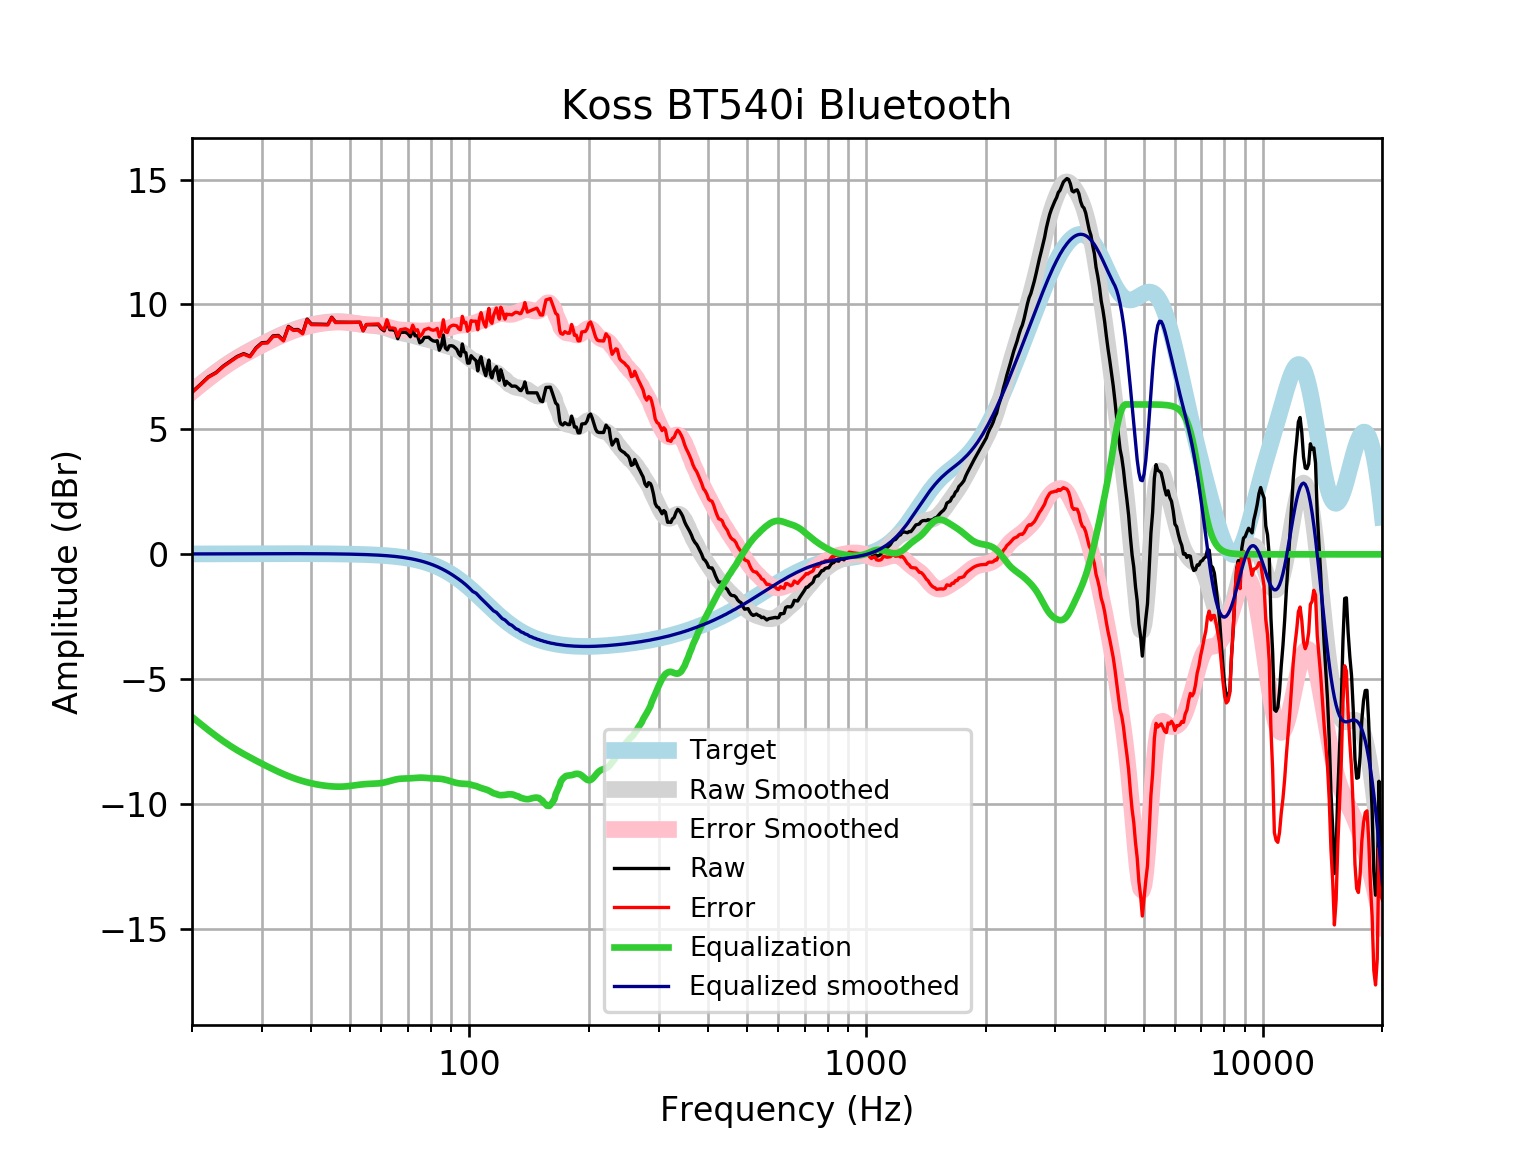 Koss BT540i Bluetooth
Amplitude (dBr)
15
10
5
0
−5
−10
−15
Target
Raw Smoothed
Error Smoothed
Raw
Error
Equalization
Equalized smoothed
100
1000
10000
Frequency (Hz)